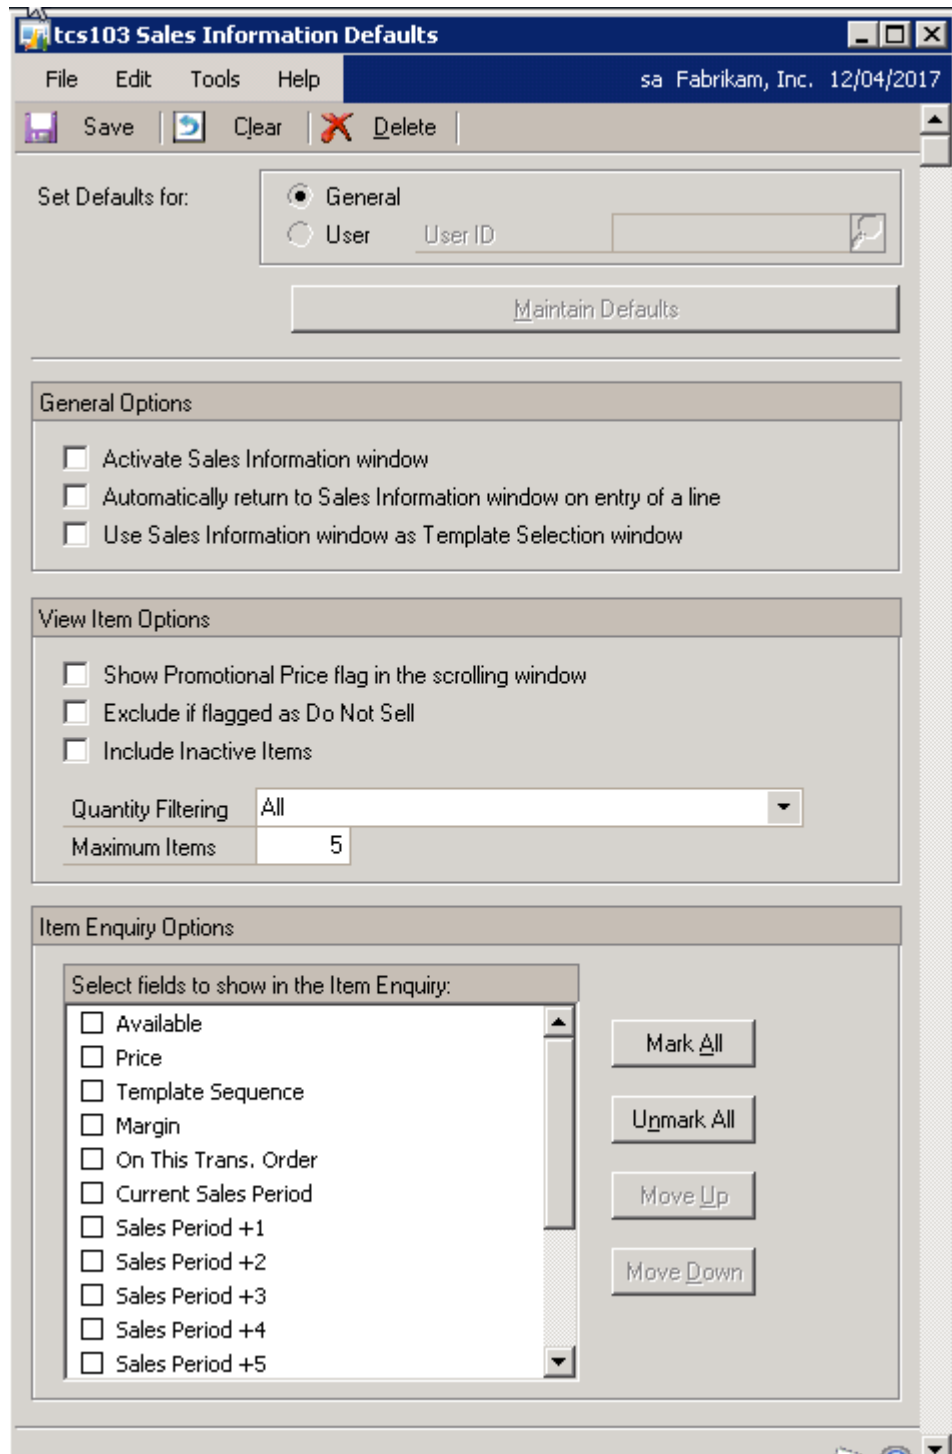 tcs103 Sales Information Defaults
File Edit Tools Help sa Fabrikam, Inc. 12/04/2017
Save Clear Delete
Set Defaults for:
General
User User ID
Maintain Defaults
General Options
Activate Sales Information window
Automatically return to Sales Information window on entry of a line
Use Sales Information window as Template Selection window
View Item Options
Show Promotional Price flag in the scrolling window
Exclude if flagged as Do Not Sell
Include Inactive Items
Quantity Filtering All
Maximum Items 5
Item Enquiry Options
Select fields to show in the Item Enquiry:
Available
Price
Template Sequence
Margin
On This Trans. Order
Current Sales Period
Sales Period +1
Sales Period +2
Sales Period +3
Sales Period +4
Sales Period +5
Mark All
Unmark All
Move Up
Move Down